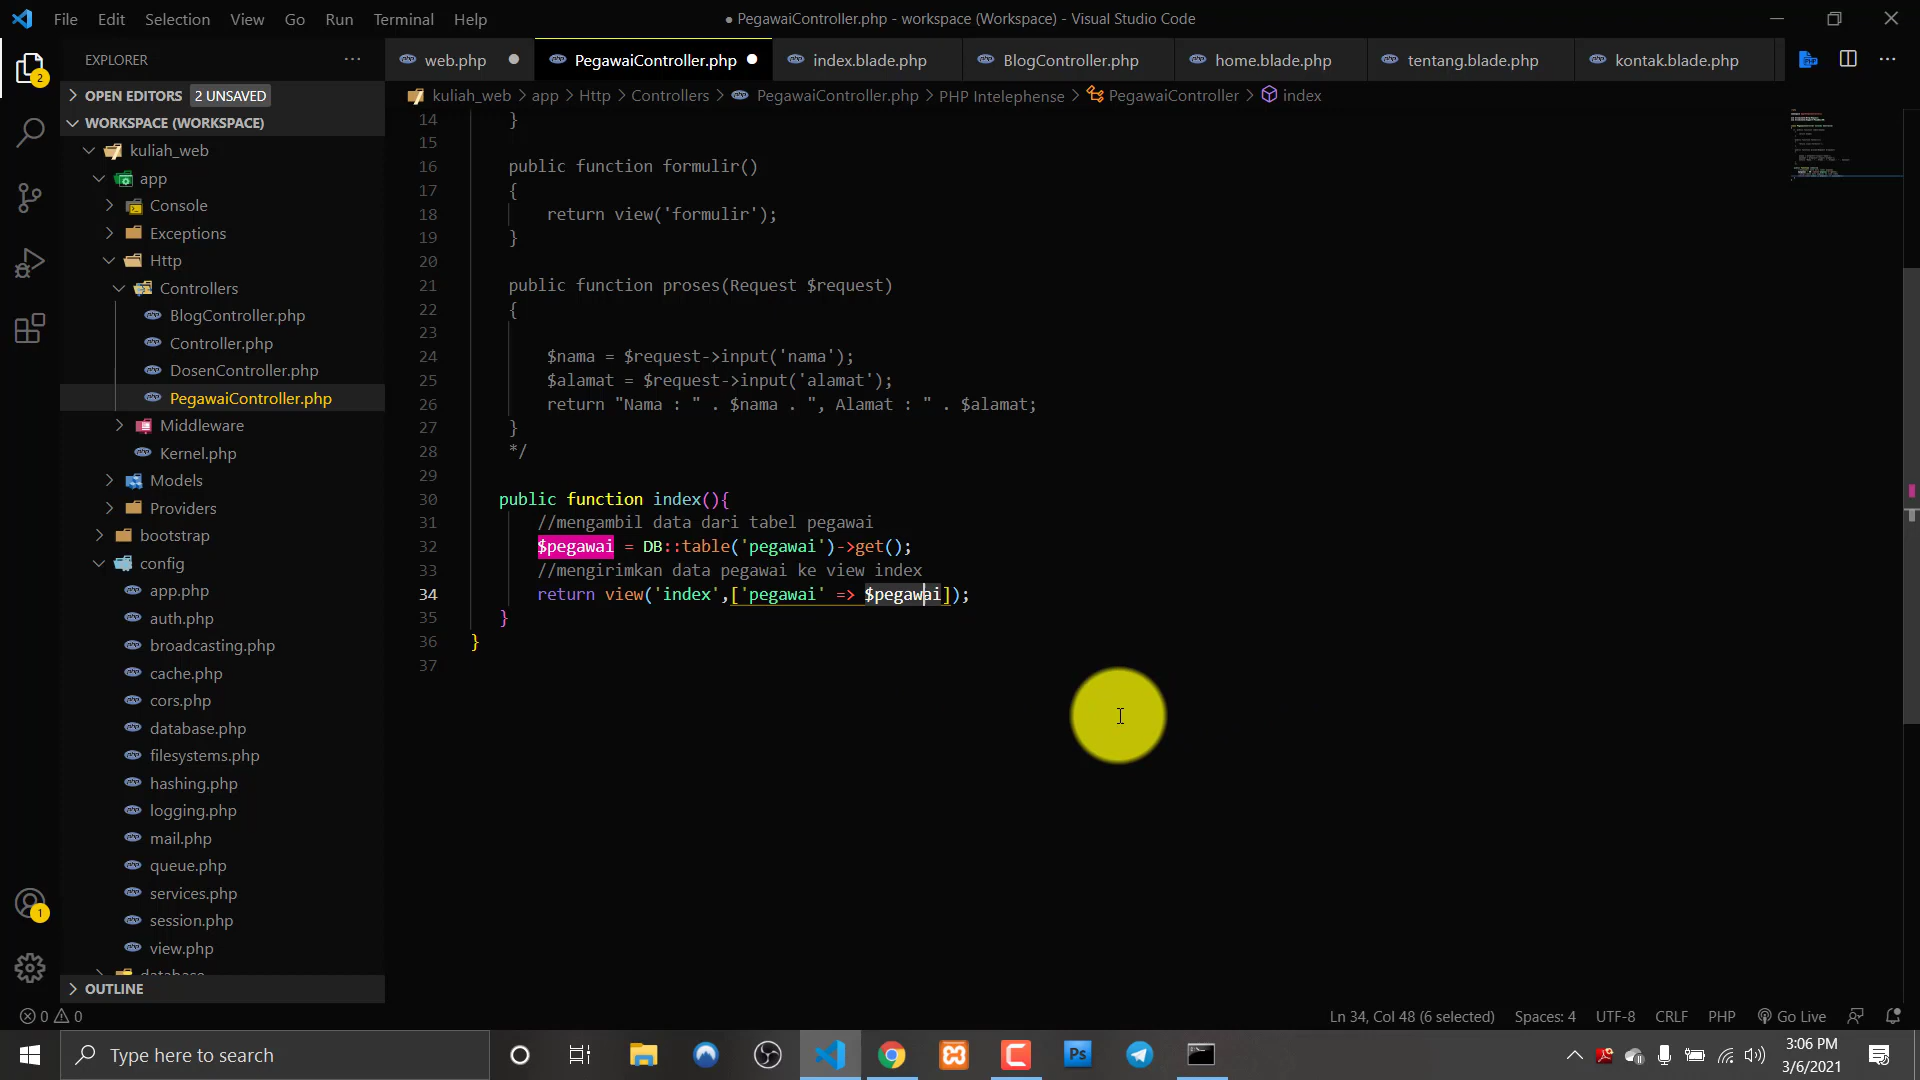 File Edit Selection View Go Run Terminal Help
● PegawaiController.php - workspace (Workspace) - Visual Studio Code
EXPLORER
web.php
PegawaiController.php
index.blade.php
BlogController.php
home.blade.php
tentang.blade.php
kontak.blade.php
kuliah_web > app > Http > Controllers > PegawaiController.php > PHP Intelephense > PegawaiController > index
OPEN EDITORS 2 UNSAVED
WORKSPACE (WORKSPACE)
kuliah_web
app
Console
Exceptions
Http
Controllers
BlogController.php
Controller.php
DosenController.php
PegawaiController.php
Middleware
Kernel.php
Models
Providers
bootstrap
config
app.php
auth.php
broadcasting.php
cache.php
cors.php
database.php
filesystems.php
hashing.php
logging.php
mail.php
queue.php
services.php
session.php
view.php
database
OUTLINE
2
1
14 }
15
16 public function formulir()
17 {
18 return view('formulir');
19 }
20
21 public function proses(Request $request)
22 {
23
24 $nama = $request->input('nama');
25 $alamat = $request->input('alamat');
26 return "Nama : " . $nama . ", Alamat : " . $alamat;
27 }
28 */
29
30 public function index(){
31 //mengambil data dari tabel pegawai
32 $pegawai = DB::table('pegawai')->get();
33 //mengirimkan data pegawai ke view index
34 return view('index',['pegawai' => $pegawai]);
35 }
36 }
37
0 0
Ln 34, Col 48 (6 selected) Spaces: 4 UTF-8 CRLF PHP Go Live
Type here to search
Ps
3:06 PM
3/6/2021